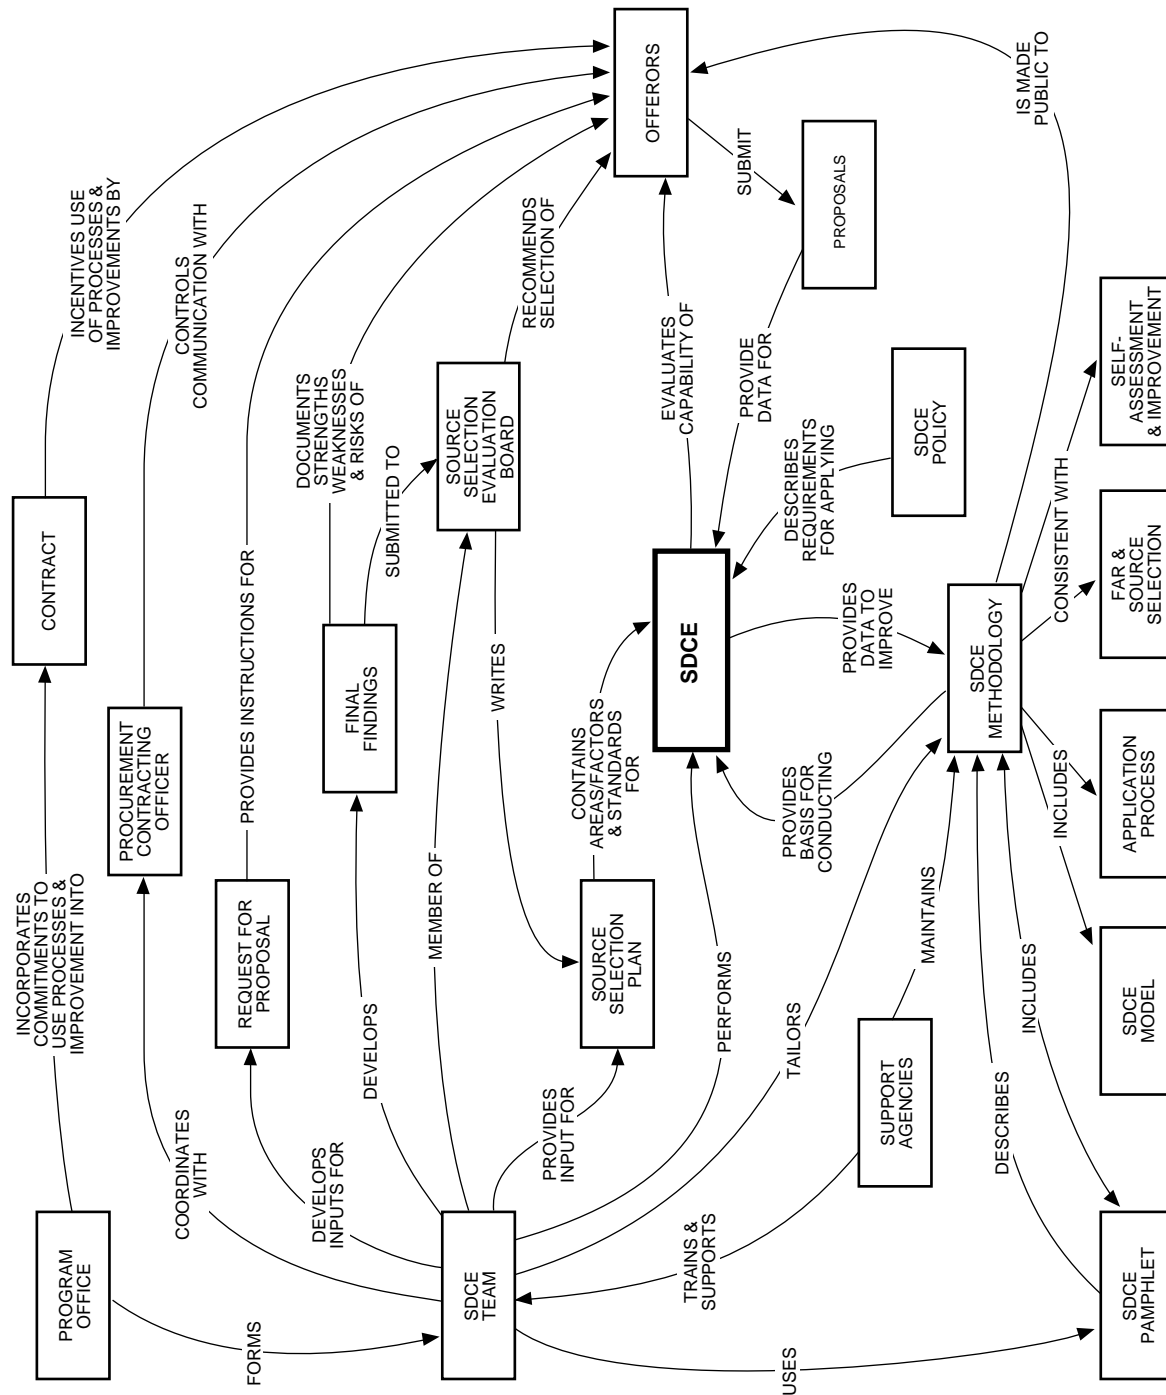 PROGRAM
OFFICE
INCORPORATES
COMMITMENTS TO
USE PROCESSES &
IMPROVEMENT INTO
CONTRACT
INCENTIVES USE
OF PROCESSES &
IMPROVEMENTS BY
COORDINATES
WITH
PROCUREMENT
CONTRACTING
OFFICER
CONTROLS
COMMUNICATION WITH
FORMS
DEVELOPS
INPUTS FOR
REQUEST FOR
PROPOSAL
PROVIDES INSTRUCTIONS FOR
DEVELOPS
FINAL
FINDINGS
DOCUMENTS
STRENGTHS
WEAKNESSES
& RISKS OF
SUBMITTED TO
SDCE
TEAM
MEMBER OF
SOURCE
SELECTION
EVALUATION
BOARD
RECOMMENDS
SELECTION OF
WRITES
PROVIDES
INPUT FOR
SOURCE
SELECTION
PLAN
CONTAINS
AREAS/FACTORS
& STANDARDS
FOR
OFFERORS
SDCE
EVALUATES
CAPABILITY OF
SUBMIT
PERFORMS
PROVIDE
DATA FOR
PROPOSALS
TRAINS &
SUPPORTS
TAILORS
PROVIDES
BASIS FOR
CONDUCTING
DESCRIBES
REQUIREMENTS
FOR APPLYING
PROVIDES
DATA TO
IMPROVE
SDCE
POLICY
USES
SUPPORT
AGENCIES
MAINTAINS
SDCE
METHODOLOGY
IS MADE
PUBLIC TO
DESCRIBES
INCLUDES
INCLUDES
CONSISTENT WITH
SDCE
PAMPHLET
SDCE
MODEL
APPLICATION
PROCESS
FAR &
SOURCE
SELECTION
SELF-
ASSESSMENT
& IMPROVEMENT